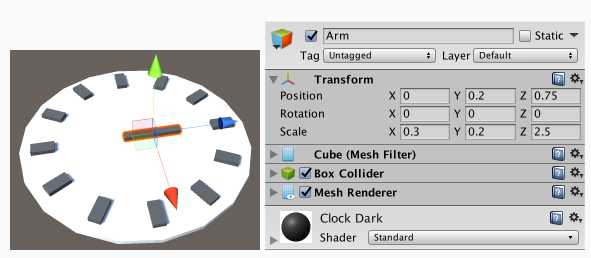 Arm Static
Tag Untagged Layer Default
Transform
Position X 0 Y 0.2 Z 0.75
Rotation X 0 Y 0 Z 0
Scale X 0.3 Y 0.2 Z 2.5
Cube (Mesh Filter)
Box Collider
Mesh Renderer
Clock Dark
Shader Standard